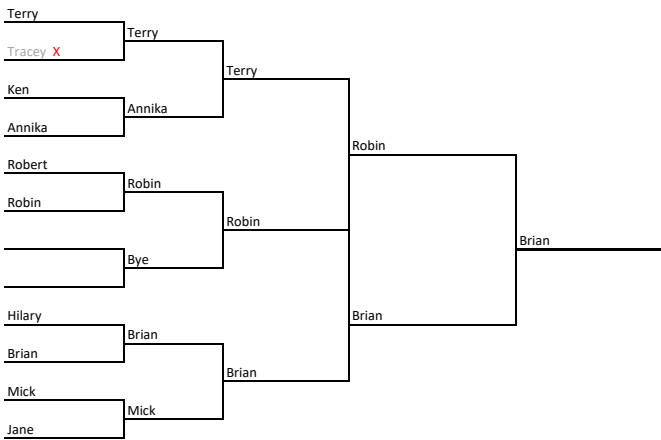 Terry
Tracey X
Ken
Annika
Robert
Robin
Hilary
Brian
Mick
Jane
Terry
Annika
Robin
Bye
Brian
Mick
Terry
Robin
Brian
Robin
Brian
Brian